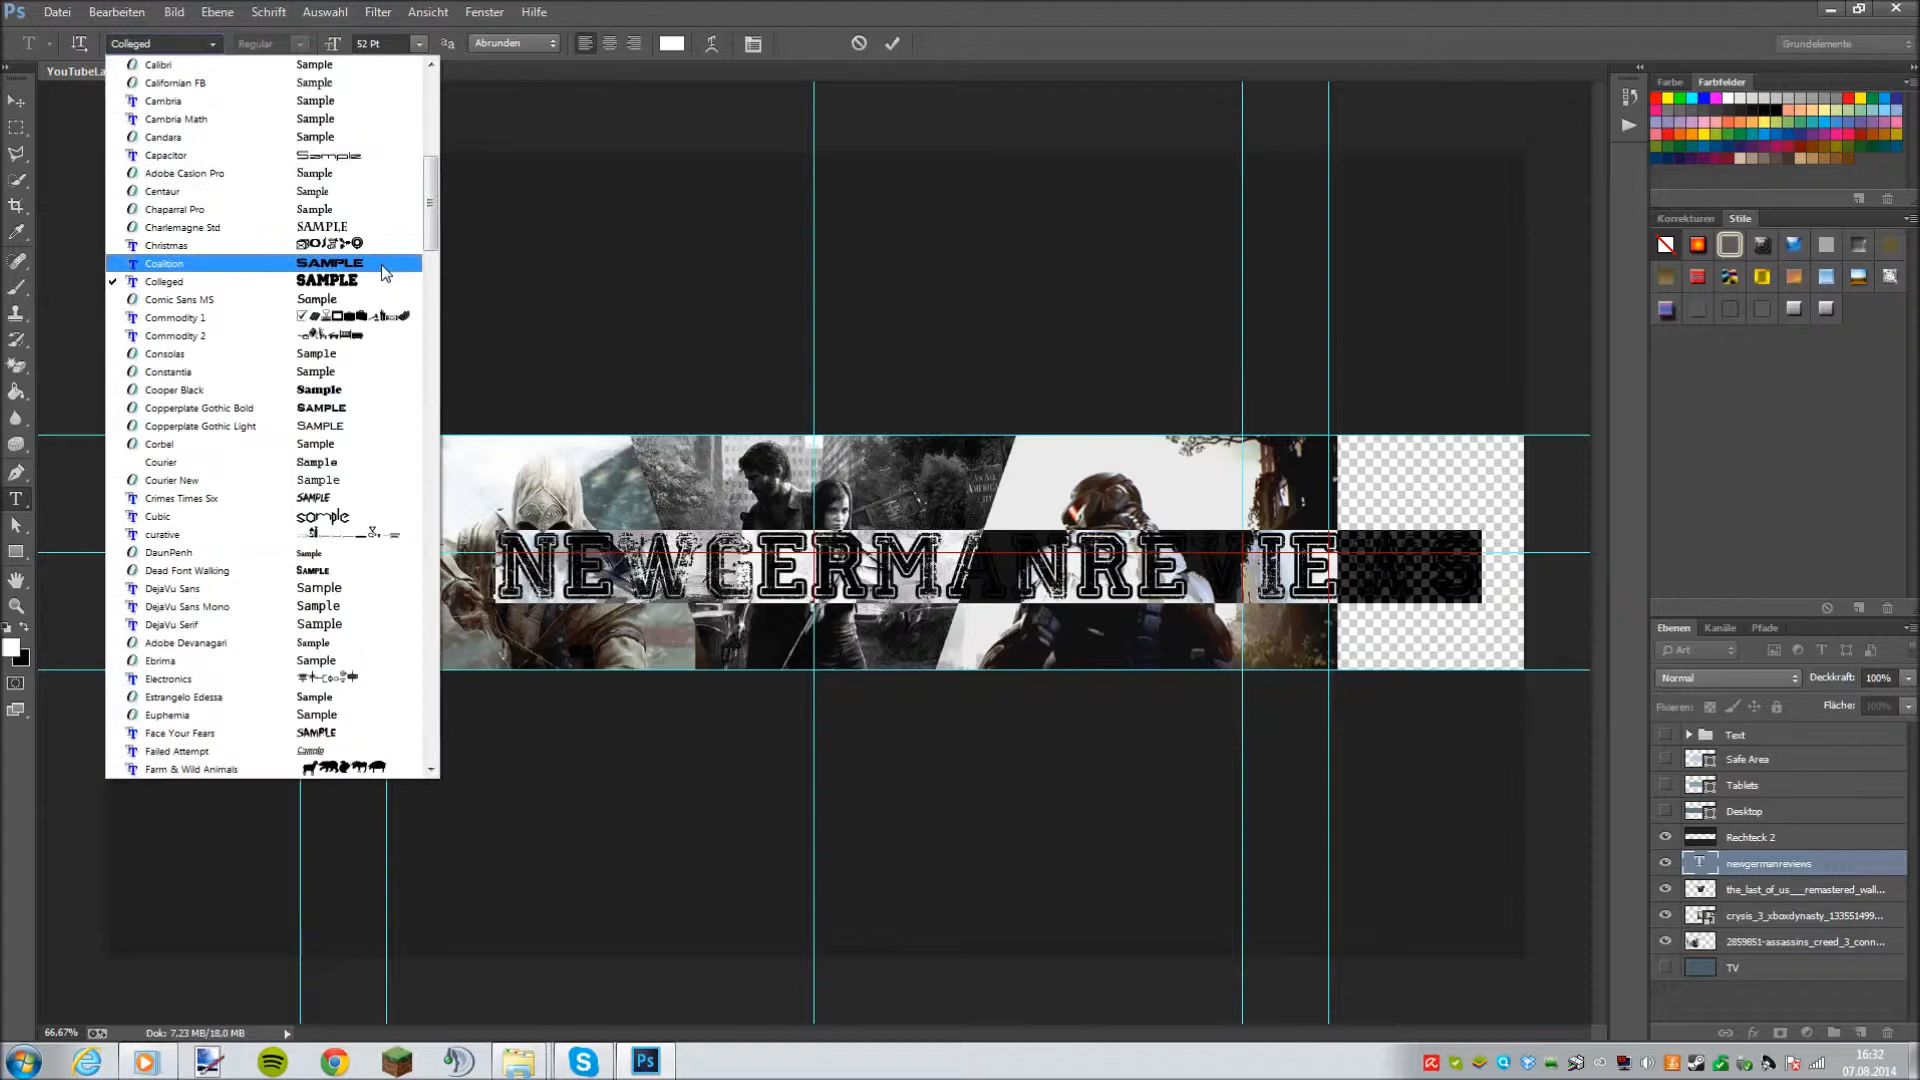 Ps Datei Bearbeiten Bild Ebene Schrift Auswahl Filter Ansicht Fenster Hilfe
T Colleged Regular 52 Pt Abrunden Grundelemente
YouTubeLa
Calibri Sample
Californian FB Sample
Cambria Sample
Cambria Math Sample
Candara Sample
Capacitor Sample
Adobe Caslon Pro Sample
Centaur Sample
Chaparral Pro Sample
Charlemagne Std SAMPLE
Christmas
Coalition SAMPLE
Colleged SAMPLE
Comic Sans MS Sample
Commodity 1
Commodity 2
Consolas Sample
Constantia Sample
Cooper Black Sample
Copperplate Gothic Bold SAMPLE
Copperplate Gothic Light SAMPLE
Corbel Sample
Courier Sample
Courier New Sample
Crimes Times Six SAMPLE
Cubic sample
curative
DaunPenh Sample
Dead Font Walking SAMPLE
DejaVu Sans Sample
DejaVu Sans Mono Sample
DejaVu Serif Sample
Adobe Devanagari Sample
Ebrima Sample
Electronics
Estrangelo Edessa Sample
Euphemia Sample
Face Your Fears SAMPLE
Failed Attempt Sample
Farm & Wild Animals
NEWGERMANREVIEWS
Farbe Farbfelder
Korrekturen Stile
Ebenen Kanäle Pfade
Art
Normal Deckkraft: 100%
Fixieren: Fläche: 100%
Text
Safe Area
Tablets
Desktop
Rechteck 2
newgermanreviews
the_last_of_us___remastered_wall...
crysis_3_xboxdynasty_133551499...
2859851-assassins_creed_3_conn...
TV
66,67% Dok: 7,23 MB/18,0 MB
Ps
16:32
07.08.2014